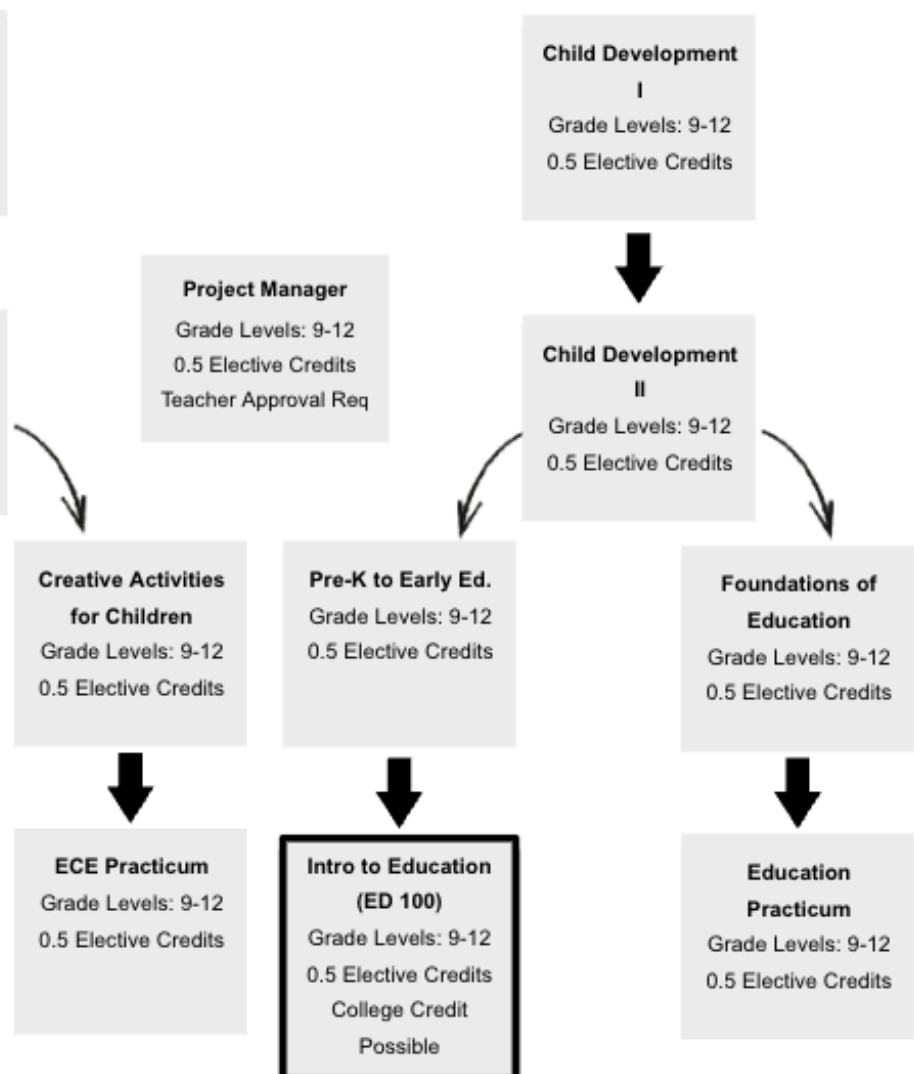 Child Development
I
Grade Levels: 9-12
0.5 Elective Credits
Project Manager
Grade Levels: 9-12
0.5 Elective Credits
Teacher Approval Req
Child Development
II
Grade Levels: 9-12
0.5 Elective Credits
Creative Activities
for Children
Grade Levels: 9-12
0.5 Elective Credits
Pre-K to Early Ed.
Grade Levels: 9-12
0.5 Elective Credits
Foundations of
Education
Grade Levels: 9-12
0.5 Elective Credits
ECE Practicum
Grade Levels: 9-12
0.5 Elective Credits
Intro to Education
(ED 100)
Grade Levels: 9-12
0.5 Elective Credits
College Credit
Possible
Education
Practicum
Grade Levels: 9-12
0.5 Elective Credits